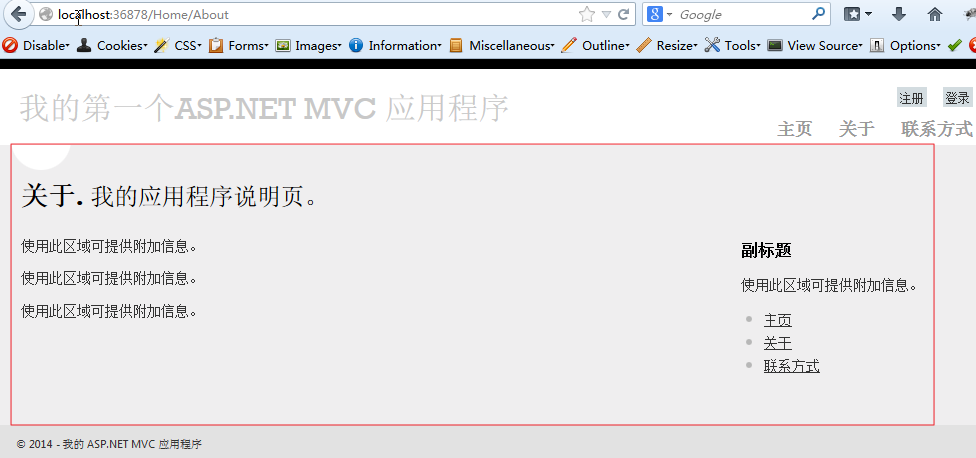 localhost:36878/Home/About
Google
Disable Cookies CSS Forms Images Information Miscellaneous Outline Resize Tools View Source Options
我的第一个ASP.NET MVC 应用程序
注册 登录
主页 关于 联系方式
关于. 我的应用程序说明页。
使用此区域可提供附加信息。
使用此区域可提供附加信息。
使用此区域可提供附加信息。
副标题
使用此区域可提供附加信息。
主页
关于
联系方式
© 2014 - 我的 ASP.NET MVC 应用程序